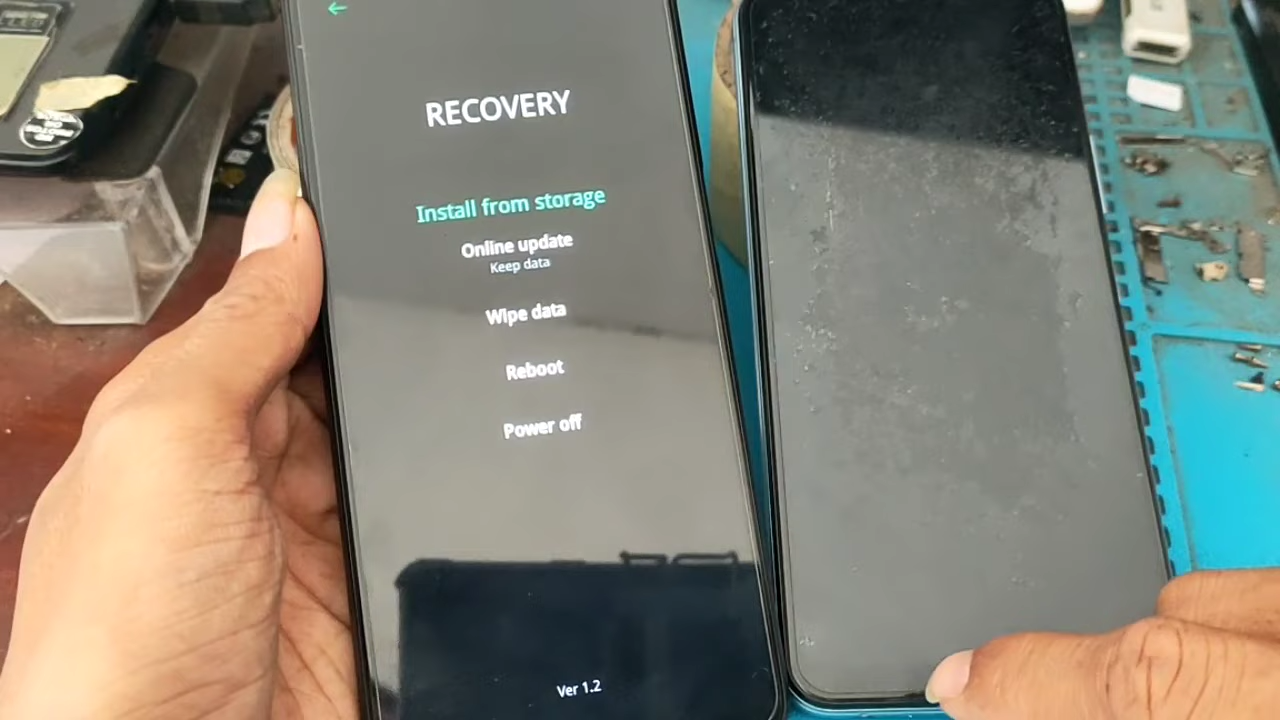 RECOVERY
Install from storage
Online update
Keep data
Wipe data
Reboot
Power off
Ver 1.2